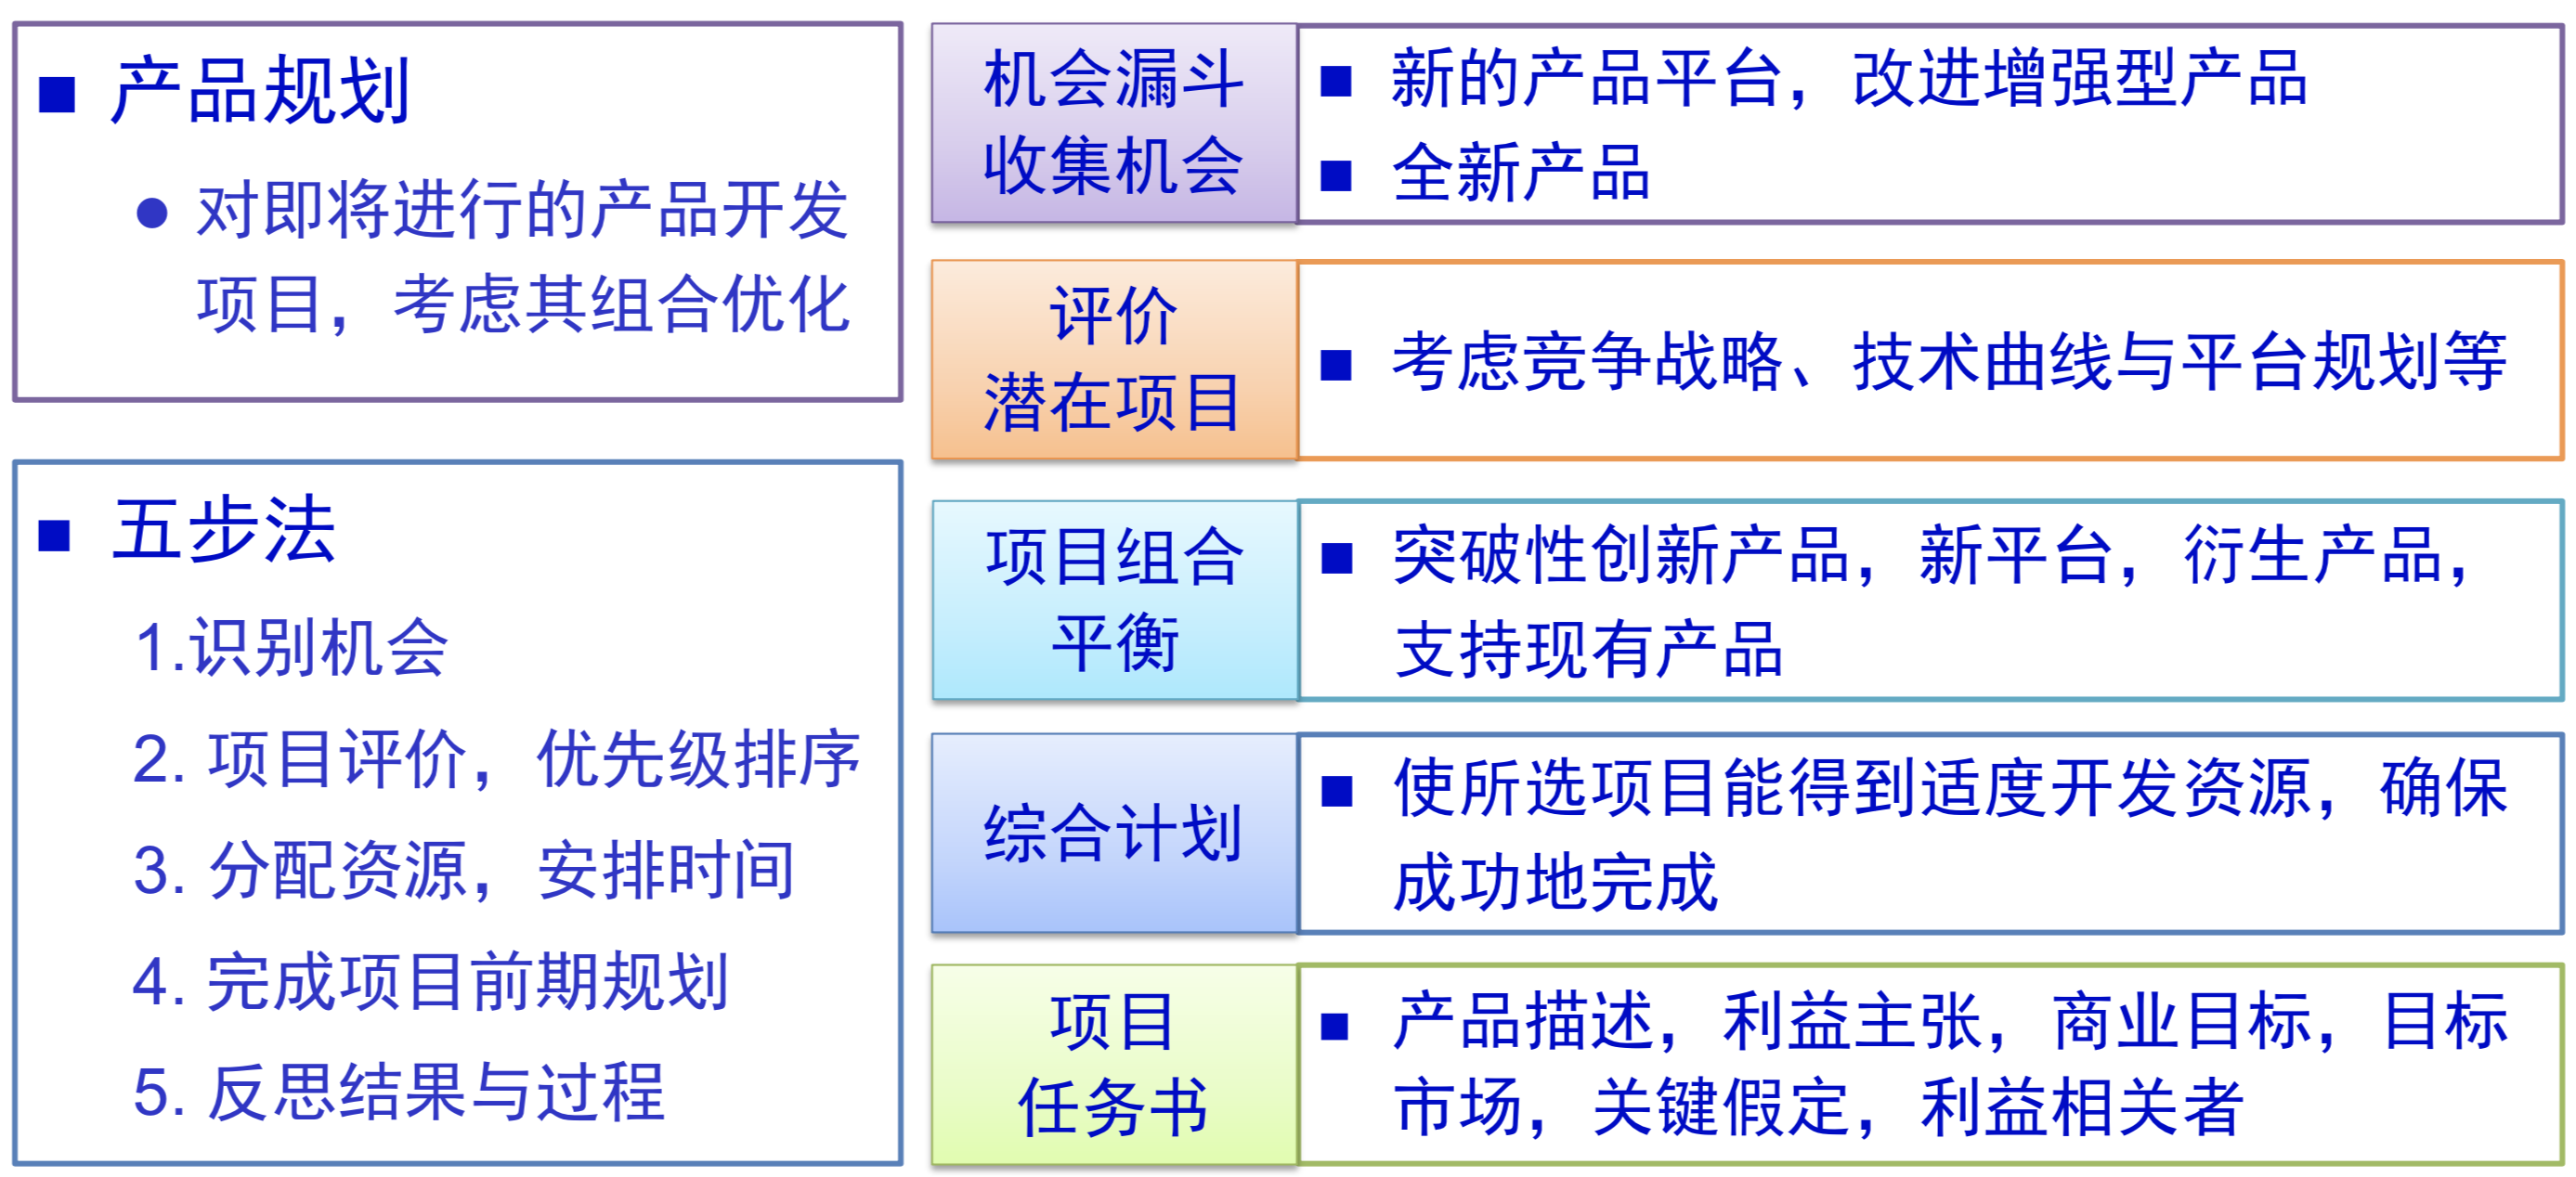 ■ 产品规划
● 对即将进行的产品开发
项目，考虑其组合优化
■ 五步法
1.识别机会
2. 项目评价，优先级排序
3. 分配资源，安排时间
4. 完成项目前期规划
5. 反思结果与过程
机会漏斗
收集机会
■ 新的产品平台，改进增强型产品
■ 全新产品
评价
潜在项目
■ 考虑竞争战略、技术曲线与平台规划等
项目组合
平衡
■ 突破性创新产品，新平台，衍生产品，
支持现有产品
综合计划
■ 使所选项目能得到适度开发资源，确保
成功地完成
项目
任务书
■ 产品描述，利益主张，商业目标，目标
市场，关键假定，利益相关者